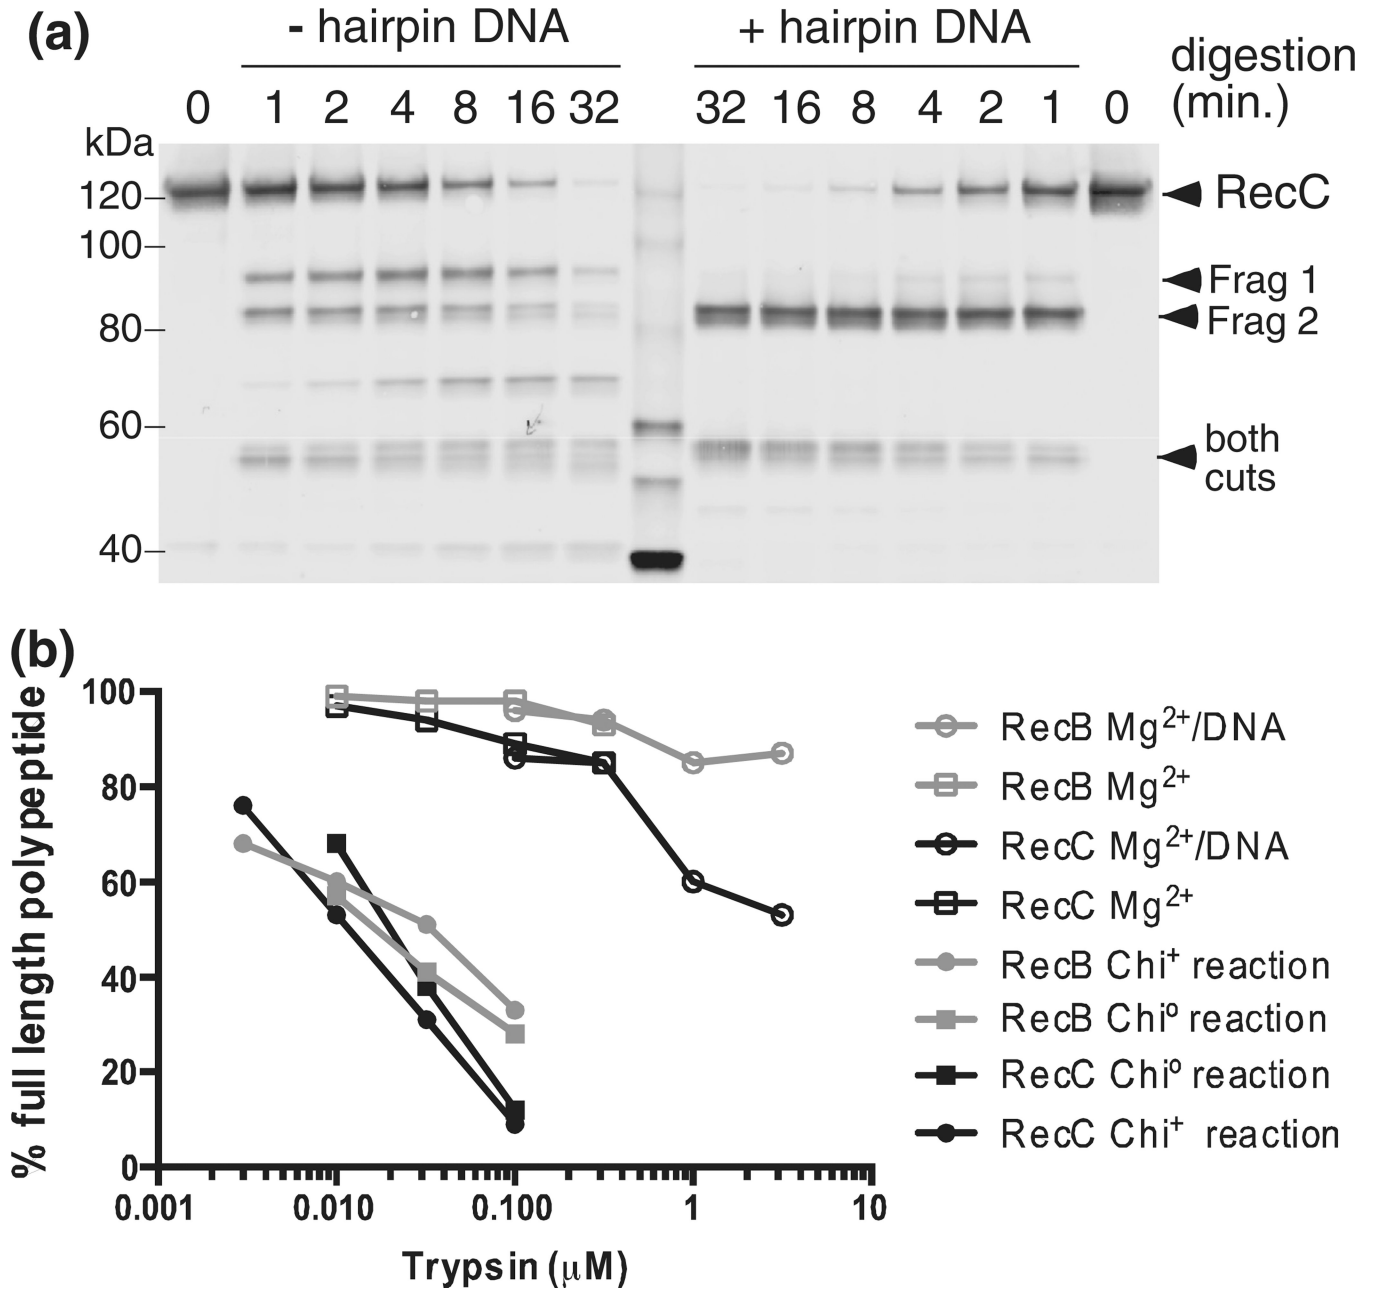 (a)
- hairpin DNA
+ hairpin DNA
digestion
(min.)
0 1 2 4 8 16 32
32 16 8 4 2 1 0
kDa
120
100
80
60
40
RecC
Frag 1
Frag 2
both
cuts
(b)
% full length polypeptide
100
80
60
40
20
0
0.001 0.010 0.100 1 10
Trypsin (μM)
RecB Mg²⁺/DNA
RecB Mg²⁺
RecC Mg²⁺/DNA
RecC Mg²⁺
RecB Chi⁺ reaction
RecB Chiº reaction
RecC Chiº reaction
RecC Chi⁺ reaction